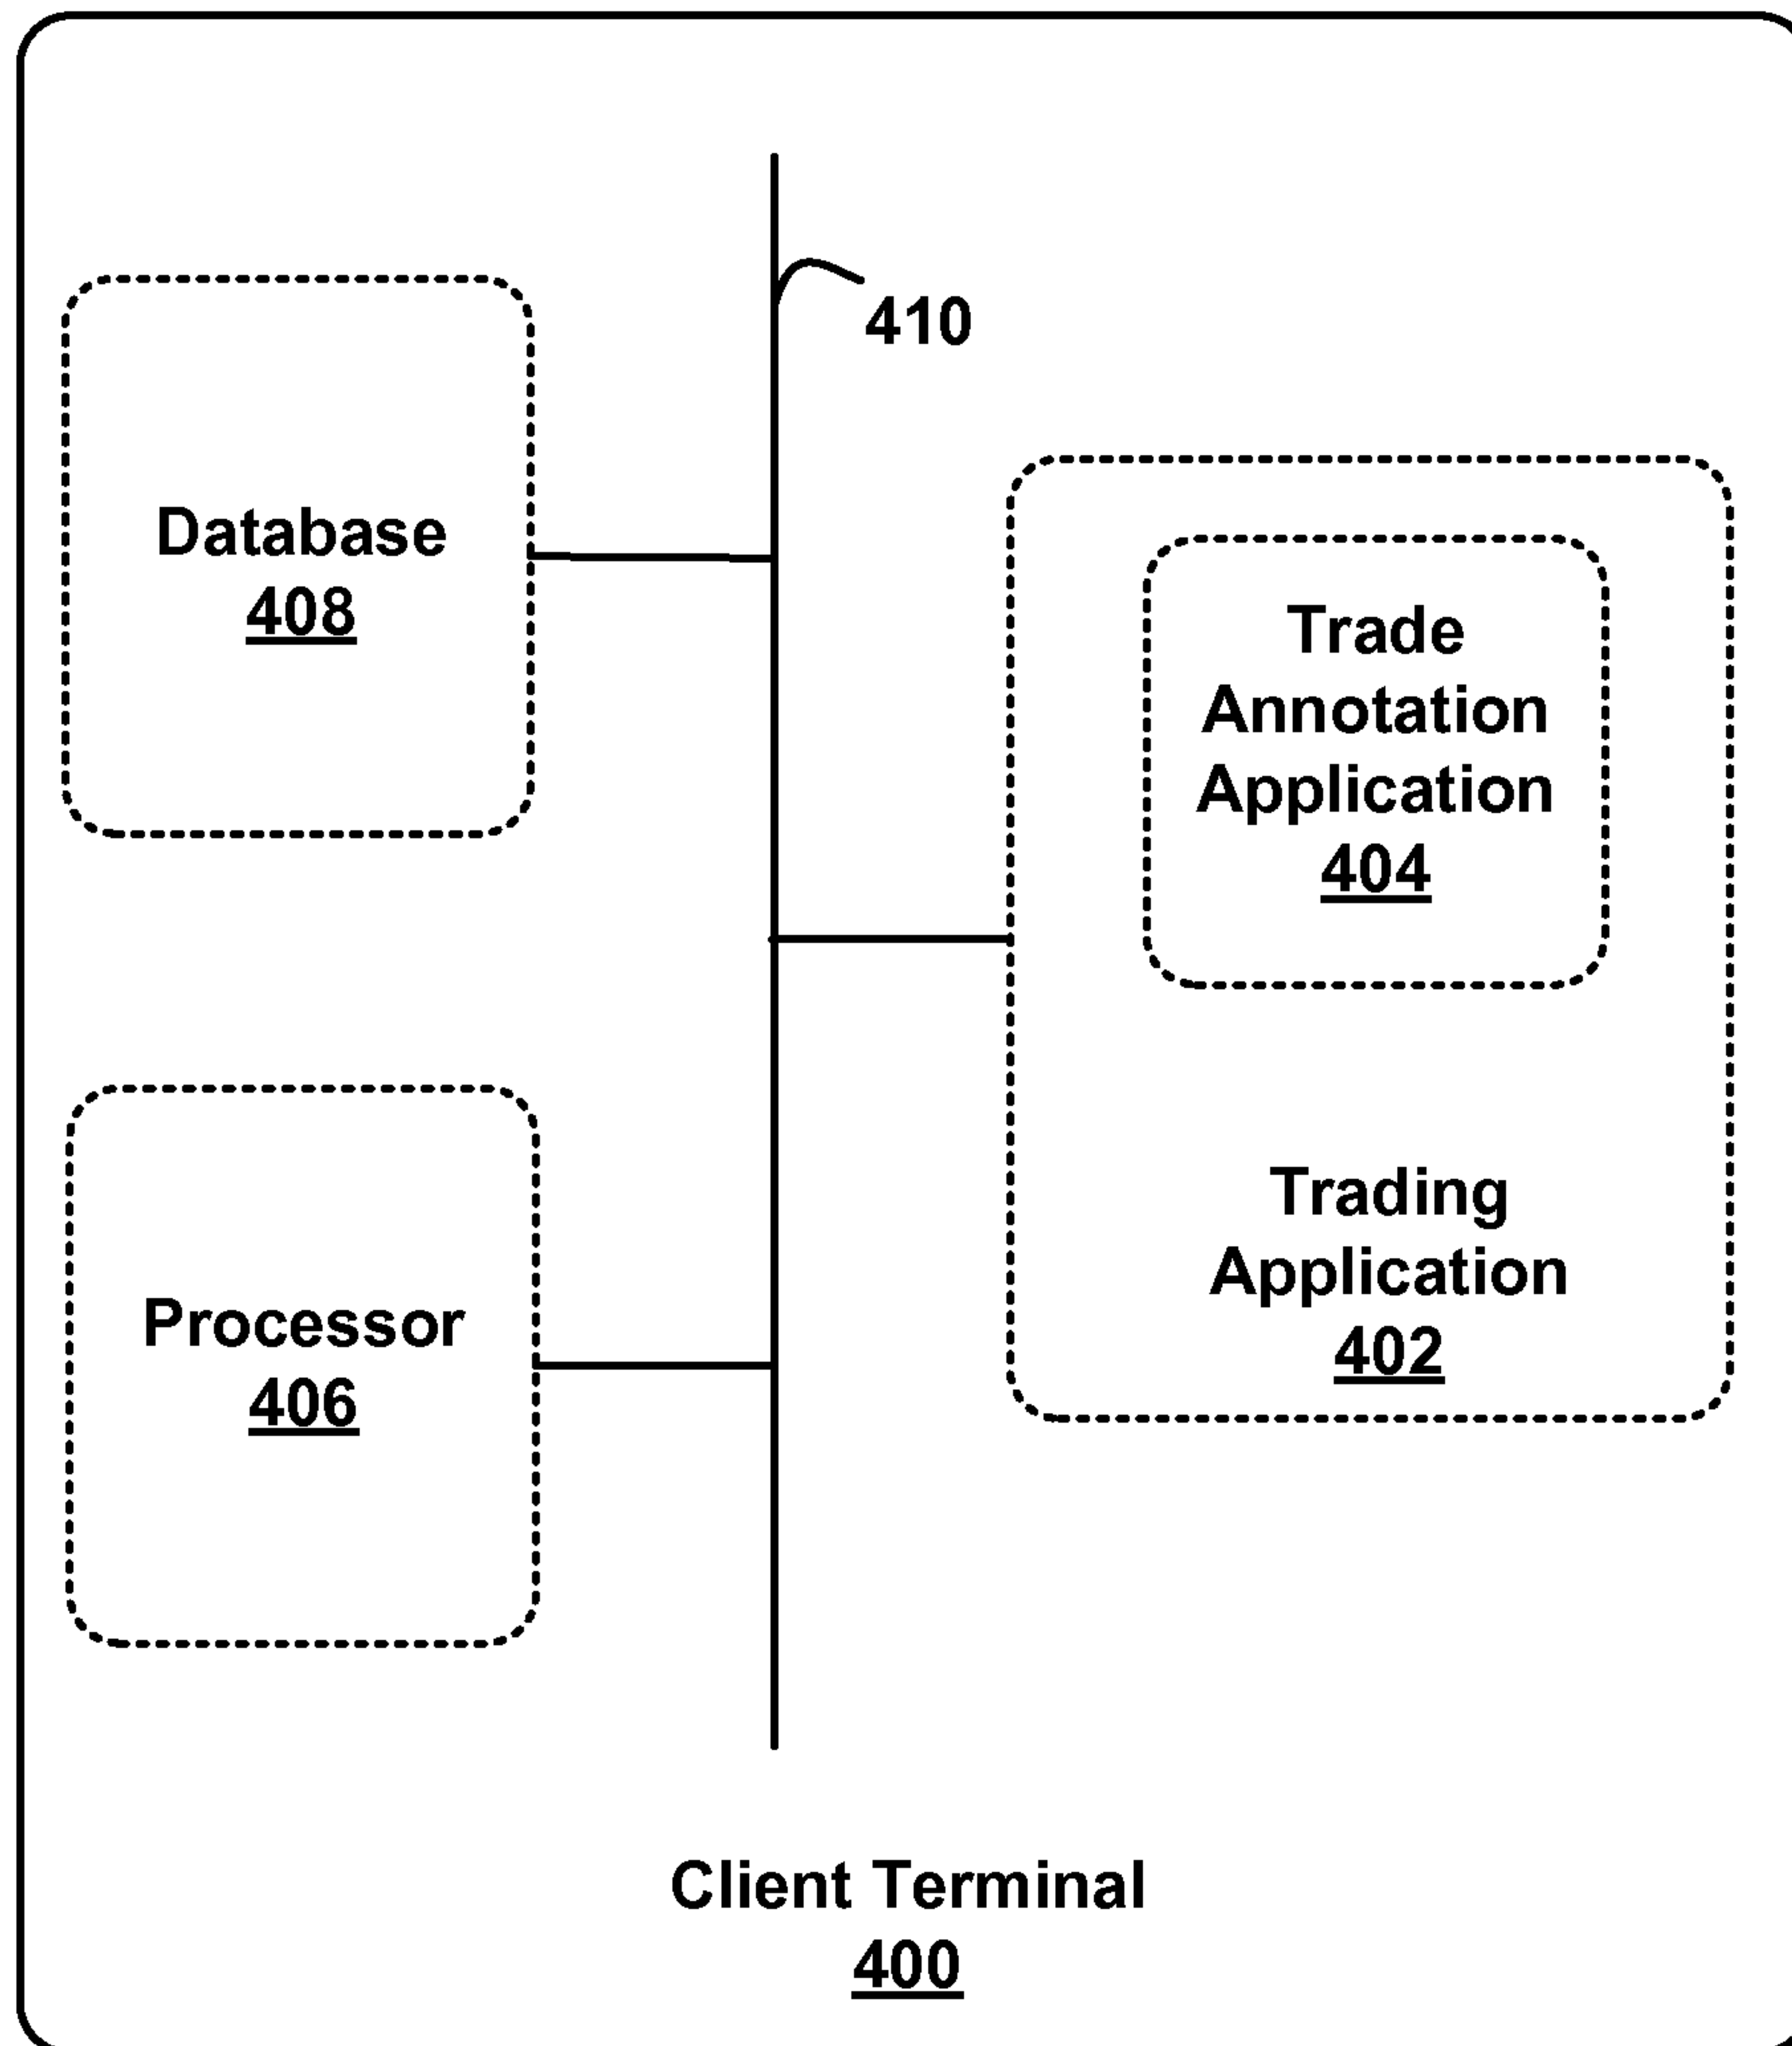 410
Database
408
Trade
Annotation
Application
404
Trading
Application
402
Processor
406
Client Terminal
400